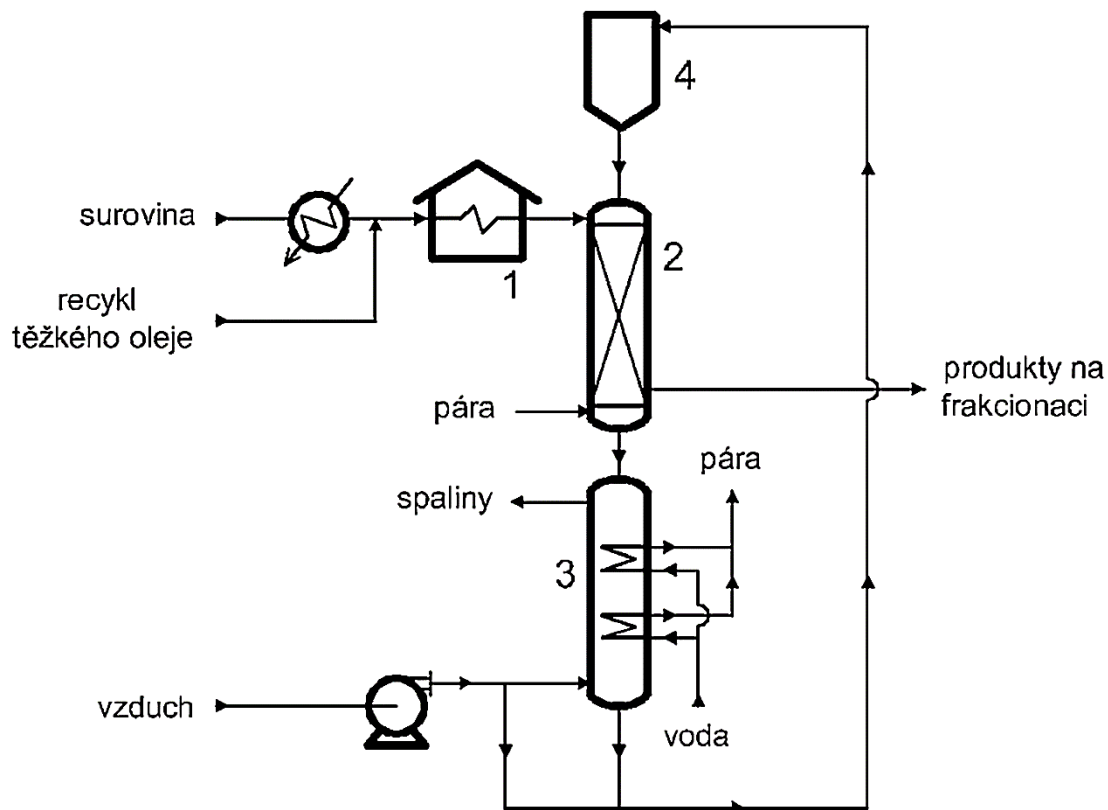 4
surovina
1
2
recykl
těžkého oleje
produkty na
frakcionaci
pára
pára
spaliny
3
vzduch
voda